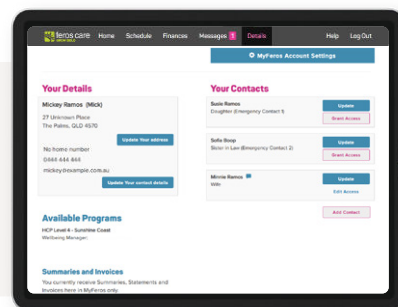 feros care
Home
Schedule
Finances
Messages 1
Details
Help
Log Out
MyFeros Account Settings
Your Details
Mickey Ramos (Mick)
27 Unknown Place
The Palms, QLD 4570
Update Your address
No home number
0444 444 444
mickey@example.com.au
Update Your contact details
Available Programs
HCP Level 4 - Sunshine Coast
Wellbeing Manager:
Summaries and Invoices
You currently receive Summaries, Statements and
Invoices here in MyFeros only.
Your Contacts
Susie Ramos
Daughter (Emergency Contact 1)
Update
Grant Access
Sofia Snop
Sister in Law (Emergency Contact 2)
Update
Grant Access
Minnie Ramos
Wife
Update
Edit Access
Add Contact